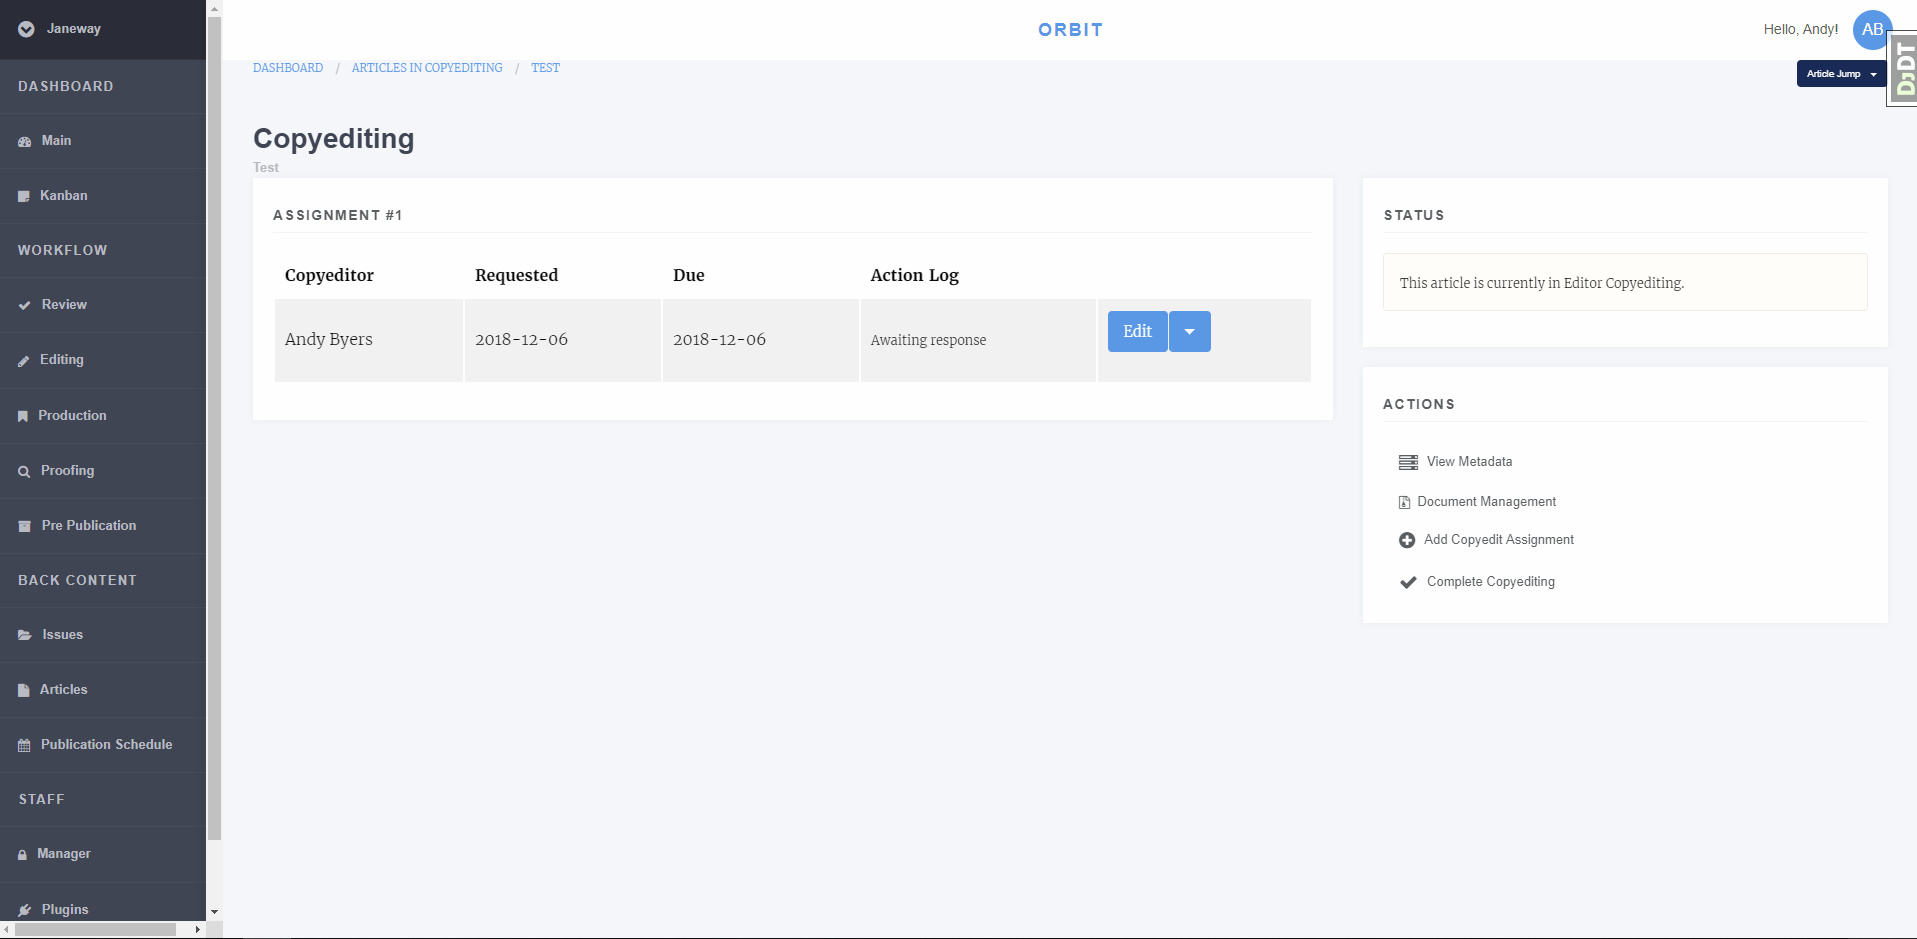 Janeway
ORBIT
Hello, Andy!
AB
DJDT
DASHBOARD / ARTICLES IN COPYEDITING / TEST
Article Jump
DASHBOARD
Main
Kanban
WORKFLOW
Review
Editing
Production
Proofing
Pre Publication
BACK CONTENT
Issues
Articles
Publication Schedule
STAFF
Manager
Plugins
Copyediting
Test
ASSIGNMENT #1
Copyeditor Requested Due Action Log
Andy Byers 2018-12-06 2018-12-06 Awaiting response Edit
STATUS
This article is currently in Editor Copyediting.
ACTIONS
View Metadata
Document Management
Add Copyedit Assignment
Complete Copyediting